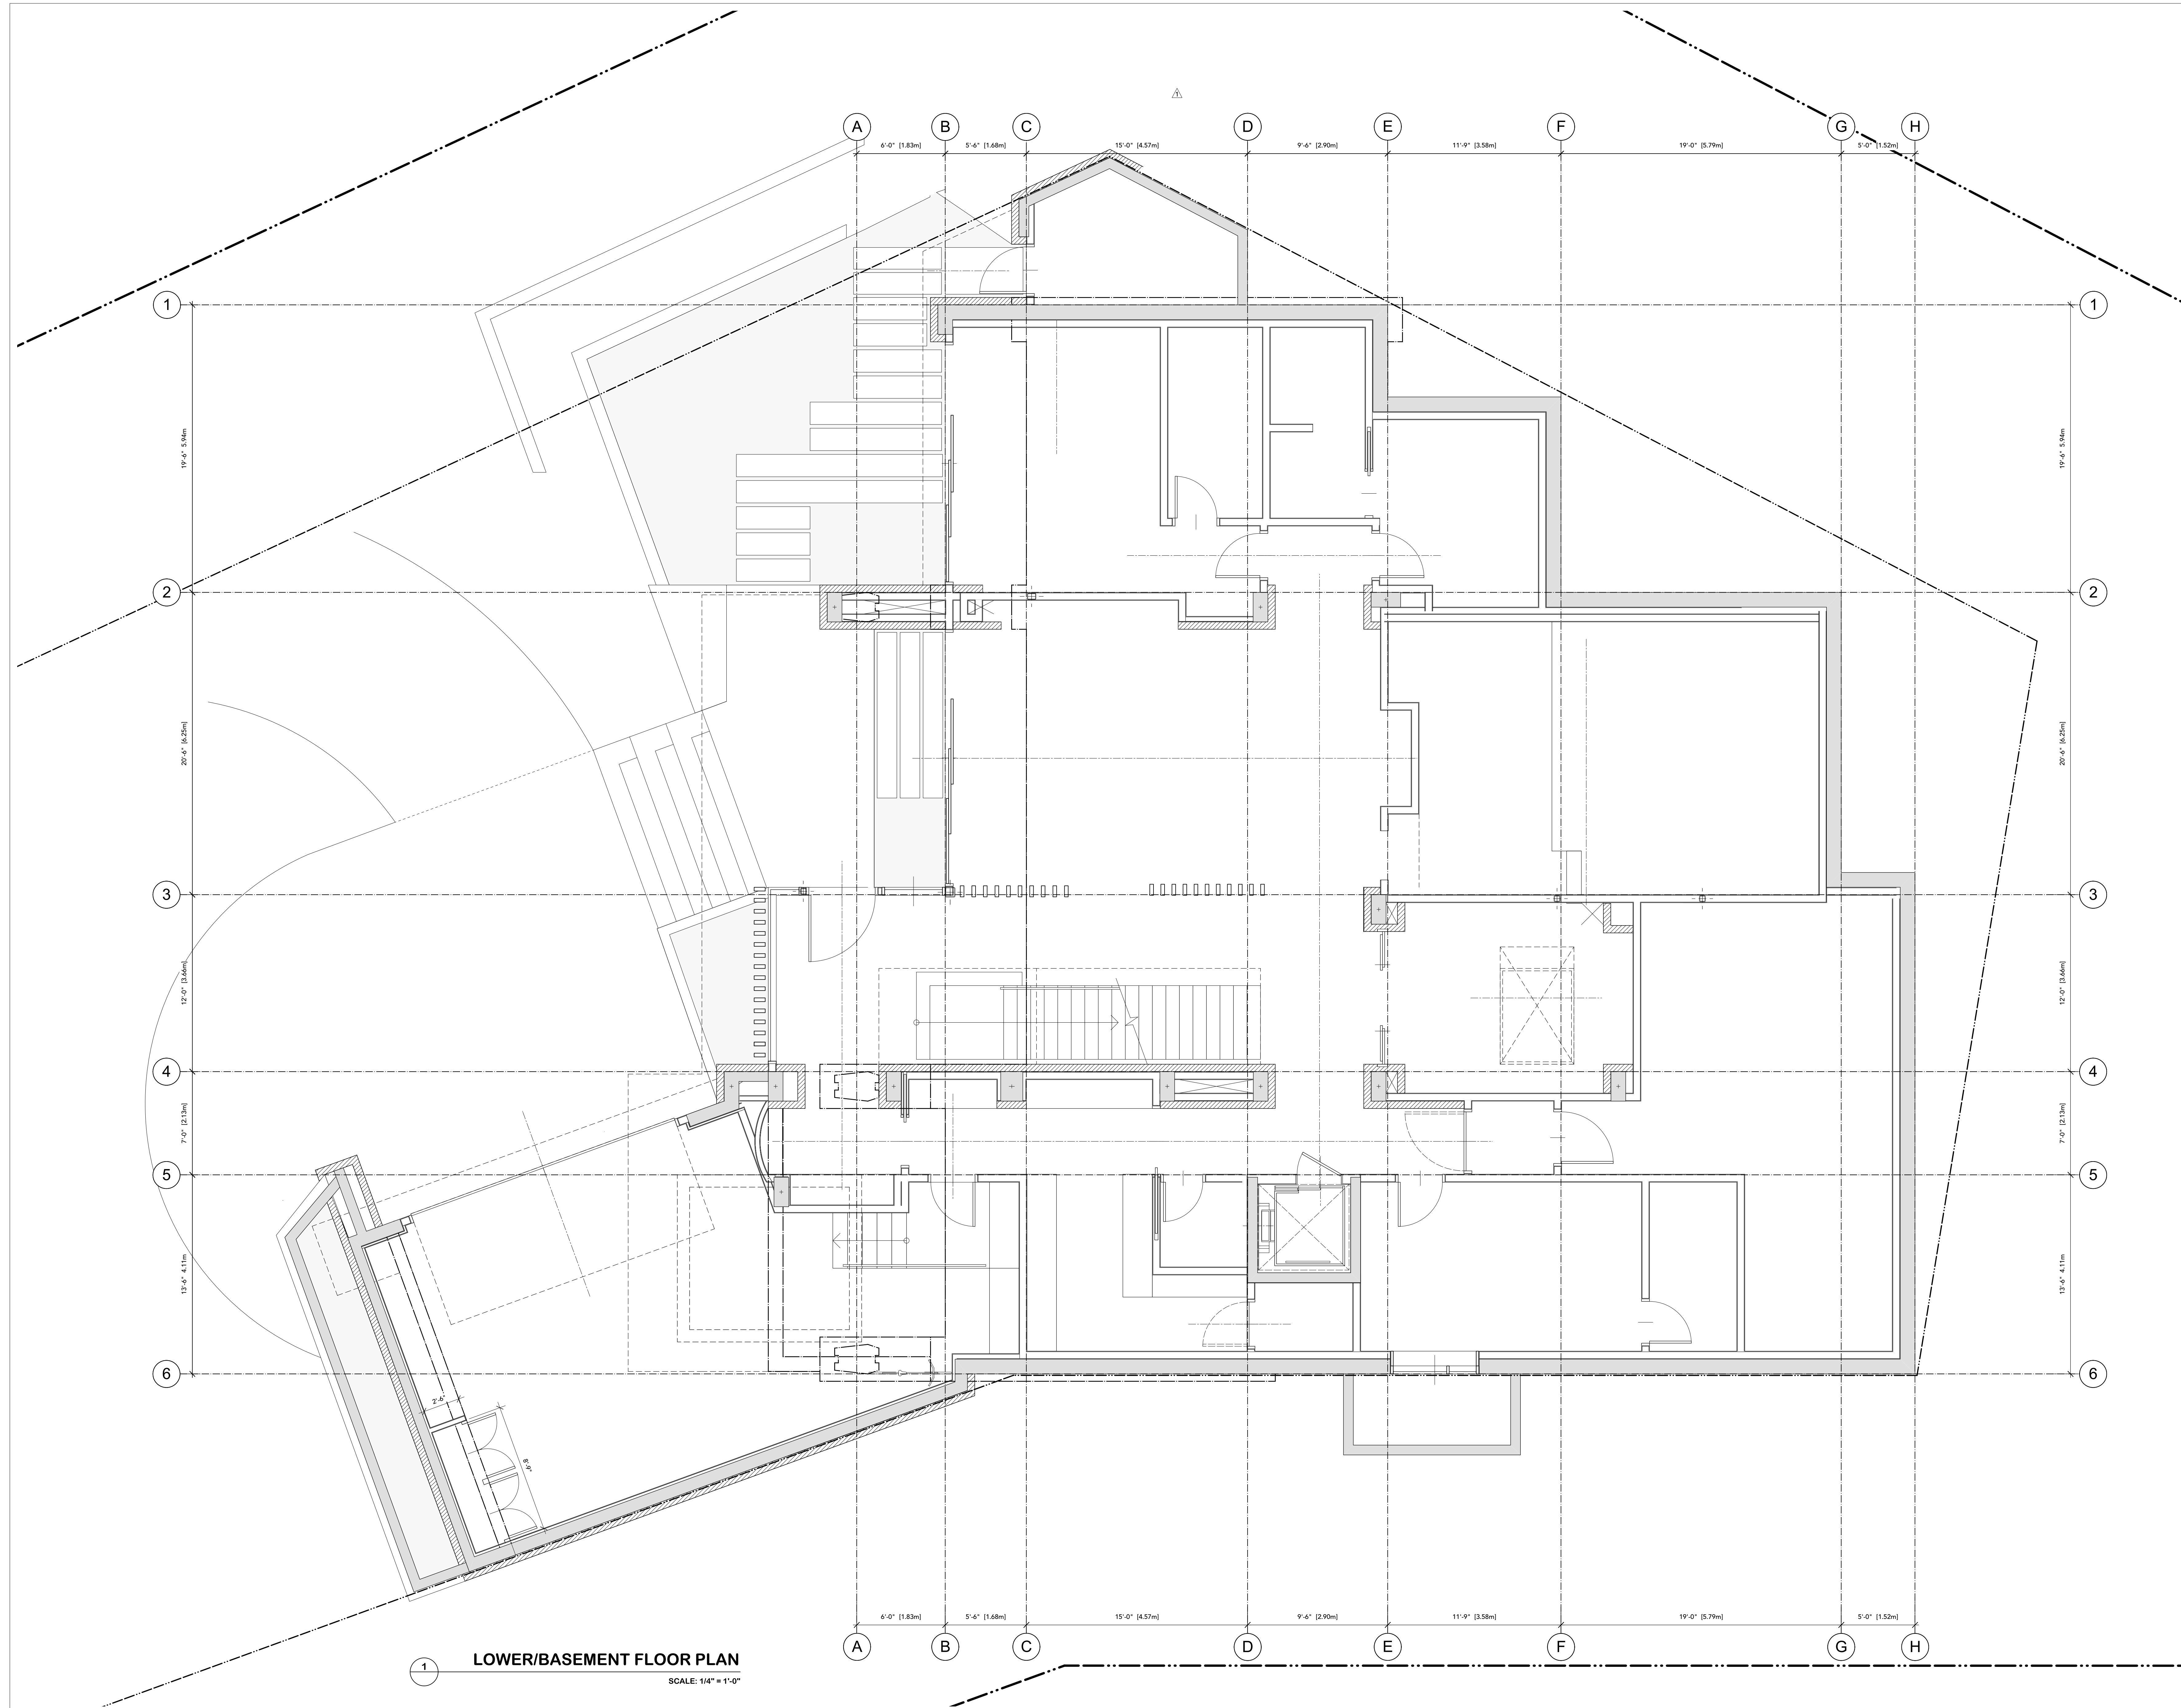 1
A B C D E F G H
6'-0" [1.83m] 5'-6" [1.68m] 15'-0" [4.57m] 9'-6" [2.90m] 11'-9" [3.58m] 19'-0" [5.79m] 5'-0" [1.52m]
1 1
19'-6" 5.94m 19'-6" 5.94m
2 2
20'-6" [6.25m] 20'-6" [6.25m]
3 3
12'-0" [3.66m] 12'-0" [3.66m]
4 4
7'-0" [2.13m] 7'-0" [2.13m]
5 5
13'-6" 4.11m 13'-6" 4.11m
6 6
2'-6"
8'-6"
6'-0" [1.83m] 5'-6" [1.68m] 15'-0" [4.57m] 9'-6" [2.90m] 11'-9" [3.58m] 19'-0" [5.79m] 5'-0" [1.52m]
A B C D E F G H
1 LOWER/BASEMENT FLOOR PLAN
SCALE: 1/4" = 1'-0"